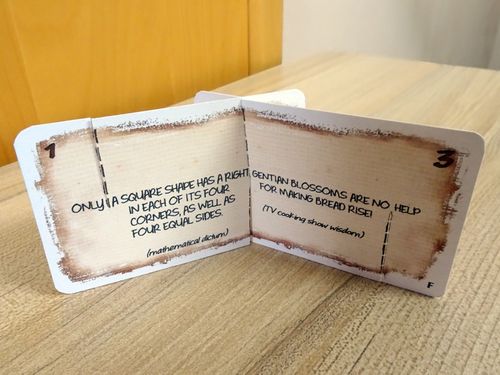 1
ONLY A SQUARE SHAPE HAS A RIGHT
IN EACH OF ITS FOUR
CORNERS, AS WELL AS
FOUR EQUAL SIDES.
(mathematical dictum)
3
GENTIAN BLOSSOMS ARE NO HELP
FOR MAKING BREAD RISE!
(TV cooking show wisdom)
F